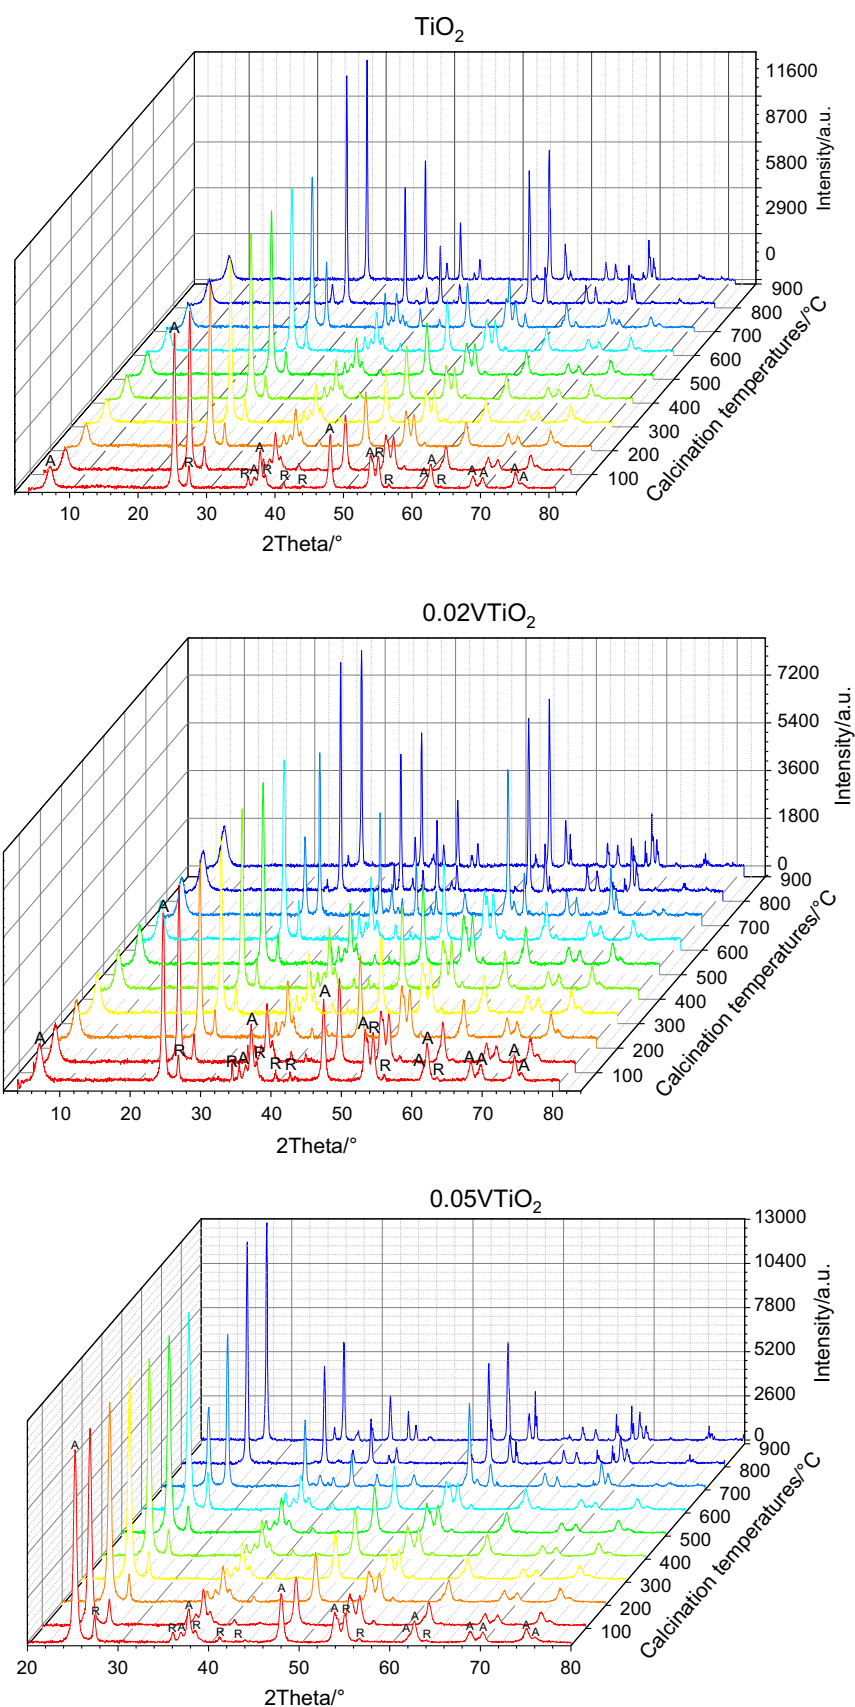 TiO₂
11600
8700
5800
2900
0
Intensity/a.u.
900
800
700
600
500
400
300
200
100
Calcination temperatures/°C
A
A
R
R
A
A
R
R
R
A
A
R
R
A
A
R
A
A
A
A
10
20
30
40
50
60
70
80
2Theta/°
0.02VTiO₂
7200
5400
3600
1800
0
Intensity/a.u.
900
800
700
600
500
400
300
200
100
Calcination temperatures/°C
A
A
R
R
A
A
R
R
R
A
A
R
R
A
A
R
A
A
A
A
10
20
30
40
50
60
70
80
2Theta/°
0.05VTiO₂
13000
10400
7800
5200
2600
0
Intensity/a.u.
900
800
700
600
500
400
300
200
100
Calcination temperatures/°C
A
R
R
A
A
R
R
R
A
A
R
R
A
A
R
A
A
A
A
20
30
40
50
60
70
80
2Theta/°